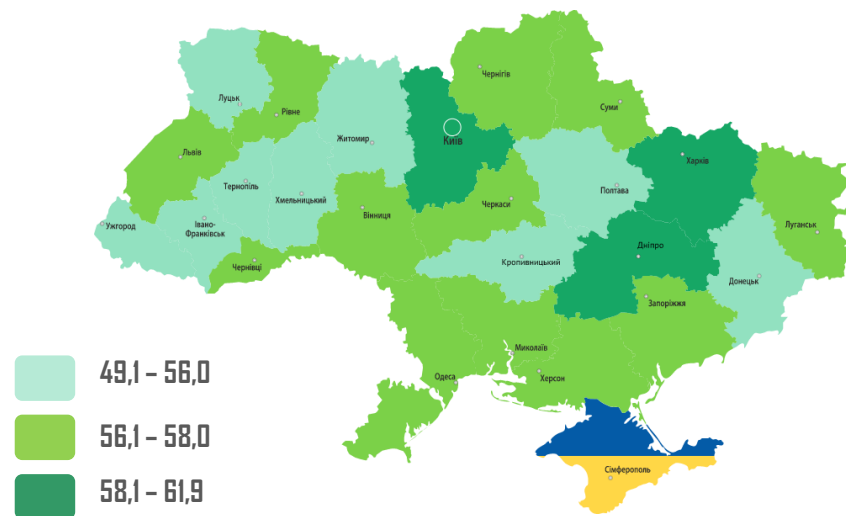 Чернігів
Луцьк
Рівне
Суми
Житомир
Київ
Львів
Харків
Тернопіль
Хмельницький
Полтава
Черкаси
Ужгород
Івано-
Франківськ
Вінниця
Луганськ
Чернівці
Кропивницький
Дніпро
Донецьк
Запоріжжя
Миколаїв
Одеса
Херсон
Сімферополь
49,1 – 56,0
56,1 – 58,0
58,1 – 61,9